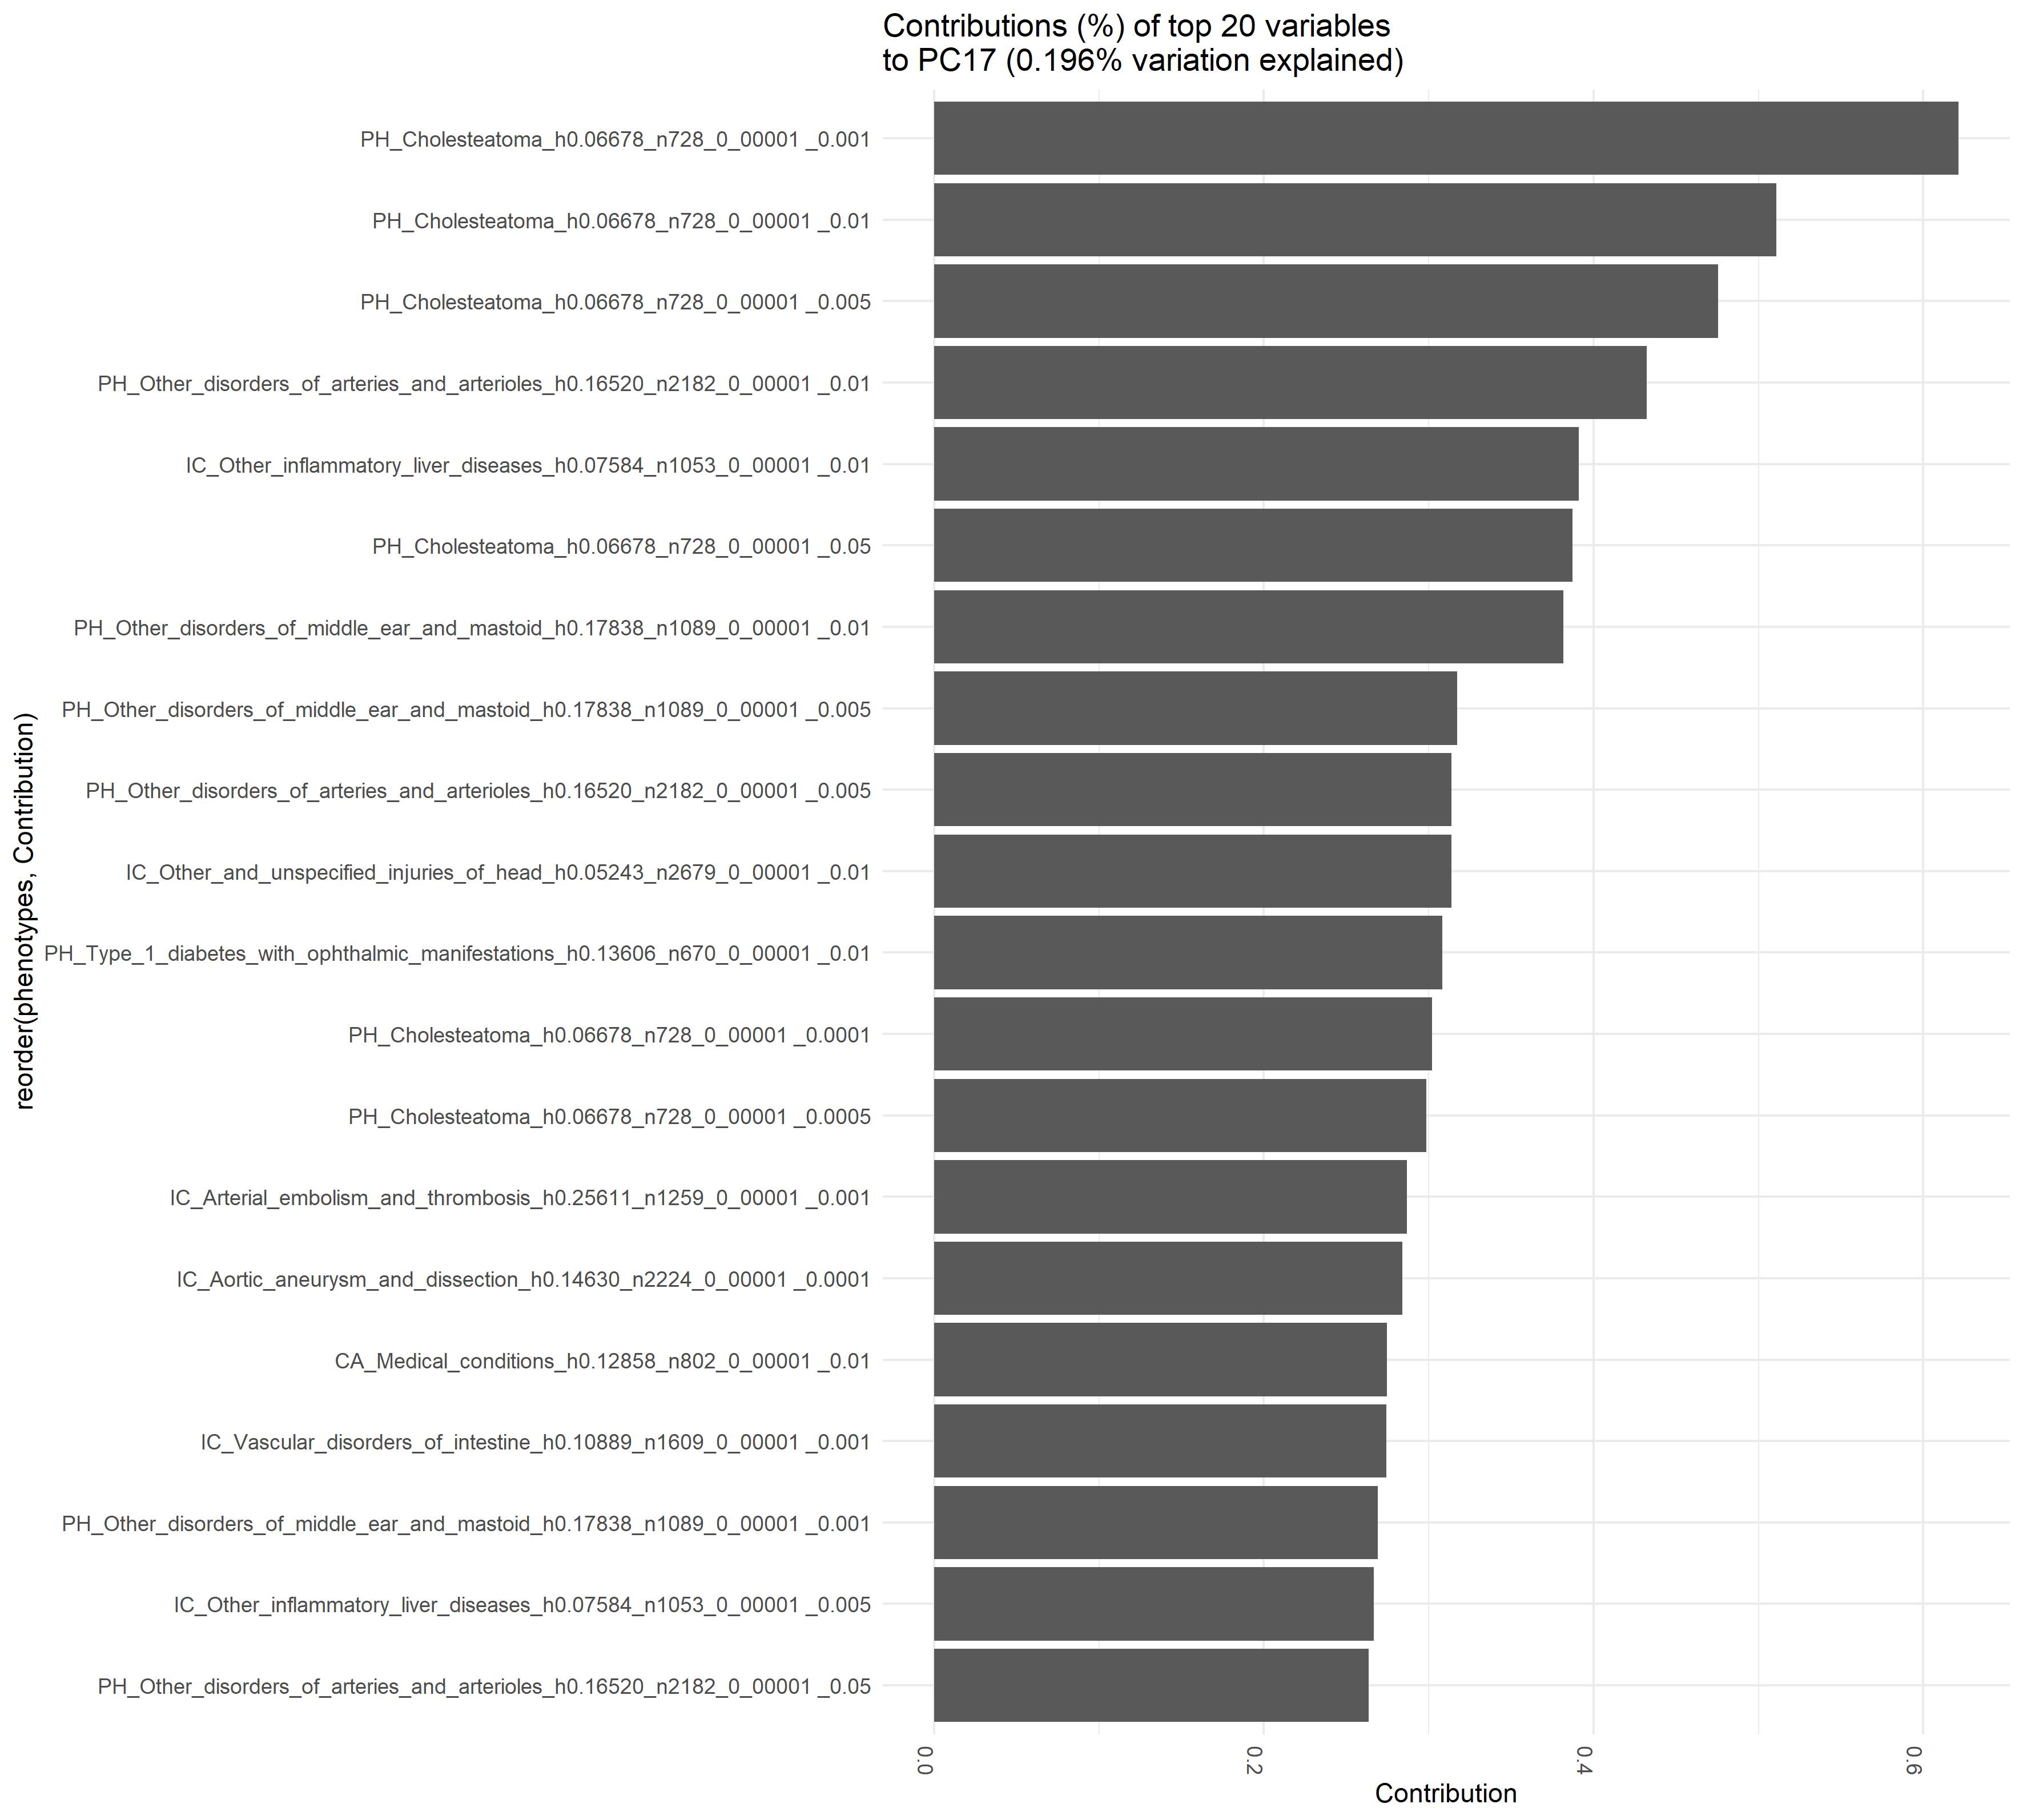 Contributions (%) of top 20 variables
to PC17 (0.196% variation explained)
PH_Cholesteatoma_h0.06678_n728_0_00001 _0.001
PH_Cholesteatoma_h0.06678_n728_0_00001 _0.01
PH_Cholesteatoma_h0.06678_n728_0_00001 _0.005
PH_Other_disorders_of_arteries_and_arterioles_h0.16520_n2182_0_00001 _0.01
IC_Other_inflammatory_liver_diseases_h0.07584_n1053_0_00001 _0.01
PH_Cholesteatoma_h0.06678_n728_0_00001 _0.05
PH_Other_disorders_of_middle_ear_and_mastoid_h0.17838_n1089_0_00001 _0.01
PH_Other_disorders_of_middle_ear_and_mastoid_h0.17838_n1089_0_00001 _0.005
PH_Other_disorders_of_arteries_and_arterioles_h0.16520_n2182_0_00001 _0.005
IC_Other_and_unspecified_injuries_of_head_h0.05243_n2679_0_00001 _0.01
PH_Type_1_diabetes_with_ophthalmic_manifestations_h0.13606_n670_0_00001 _0.01
PH_Cholesteatoma_h0.06678_n728_0_00001 _0.0001
PH_Cholesteatoma_h0.06678_n728_0_00001 _0.0005
IC_Arterial_embolism_and_thrombosis_h0.25611_n1259_0_00001 _0.001
IC_Aortic_aneurysm_and_dissection_h0.14630_n2224_0_00001 _0.0001
CA_Medical_conditions_h0.12858_n802_0_00001 _0.01
IC_Vascular_disorders_of_intestine_h0.10889_n1609_0_00001 _0.001
PH_Other_disorders_of_middle_ear_and_mastoid_h0.17838_n1089_0_00001 _0.001
IC_Other_inflammatory_liver_diseases_h0.07584_n1053_0_00001 _0.005
PH_Other_disorders_of_arteries_and_arterioles_h0.16520_n2182_0_00001 _0.05
reorder(phenotypes, Contribution)
0.0
0.2
0.4
0.6
Contribution